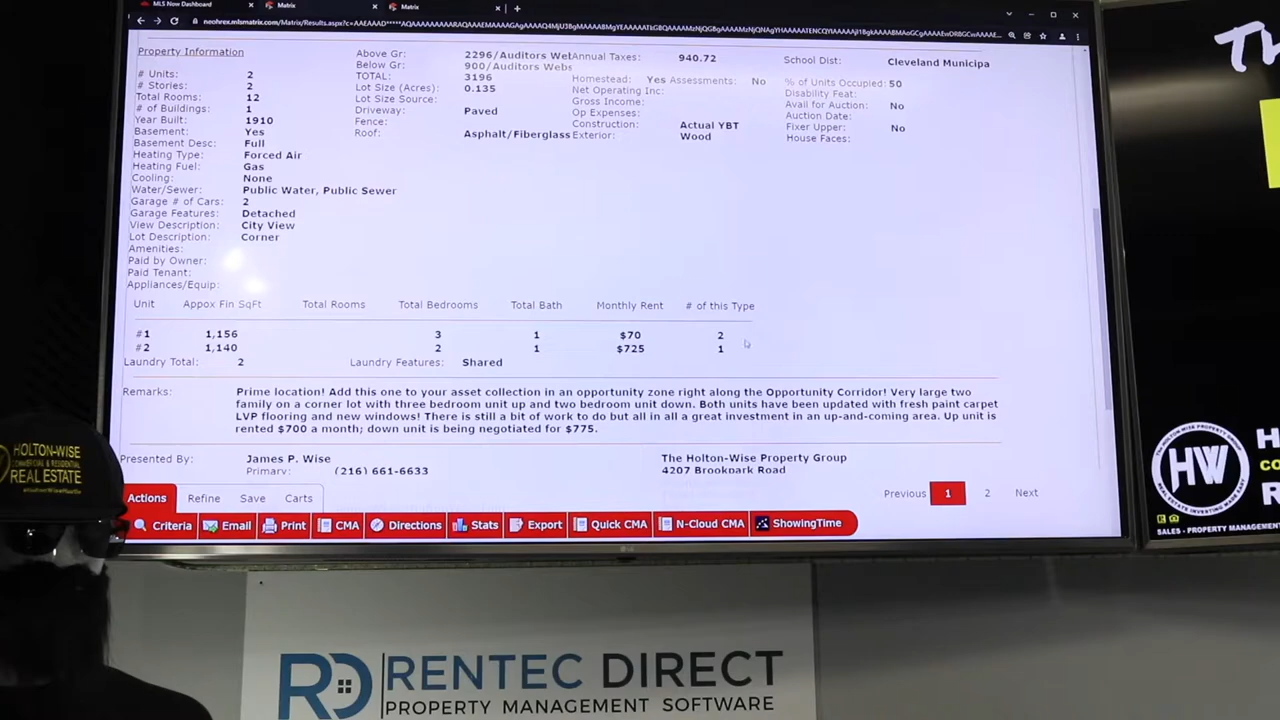 MLS Now Dashboard
Matrix
Matrix
Property Information
# Units: 2
# Stories: 2
Total Rooms: 12
# of Buildings: 1
Year Built: 1910
Basement: Yes
Basement Desc: Full
Heating Type: Forced Air
Heating Fuel: Gas
Cooling: None
Water/Sewer: Public Water, Public Sewer
Garage # of Cars: 2
Garage Features: Detached
View Description: City View
Lot Description: Corner
Amenities:
Paid by Owner:
Paid Tenant:
Appliances/Equip:
Above Gr: 2296/Auditors Wel
Below Gr: 900/Auditors Webs
TOTAL: 3196
Lot Size (Acres): 0.135
Lot Size Source:
Driveway: Paved
Fence:
Roof: Asphalt/Fiberglass
Annual Taxes: 940.72
Homestead: Yes Assessments: No
Net Operating Inc:
Gross Income:
Op Expenses:
Construction: Actual YBT
Exterior: Wood
School Dist: Cleveland Municipa
% of Units Occupied: 50
Disability Feat:
Avail for Auction: No
Auction Date:
Fixer Upper: No
House Faces:
Unit Appox Fin SqFt Total Rooms Total Bedrooms Total Bath Monthly Rent # of this Type
#1 1,156 3 1 $70 2
#2 1,140 2 1 $725 1
Laundry Total: 2 Laundry Features: Shared
Remarks: Prime location! Add this one to your asset collection in an opportunity zone right along the Opportunity Corridor! Very large two
family on a corner lot with three bedroom unit up and two bedroom unit down. Both units have been updated with fresh paint carpet
LVP flooring and new windows! There is still a bit of work to do but all in all a great investment in an up-and-coming area. Up unit is
rented $700 a month; down unit is being negotiated for $775.
Presented By: James P. Wise The Holton-Wise Property Group
Primary: (216) 661-6633 4207 Brookpark Road
Actions Refine Save Carts Previous 1 2 Next
Criteria Email Print CMA Directions Stats Export Quick CMA N-Cloud CMA ShowingTime
HOLTON-WISE
COMMERCIAL & RESIDENTIAL
REAL ESTATE
HW
SALES - PROPERTY MANAGEMENT
LG
RD RENTEC DIRECT
PROPERTY MANAGEMENT SOFTWARE